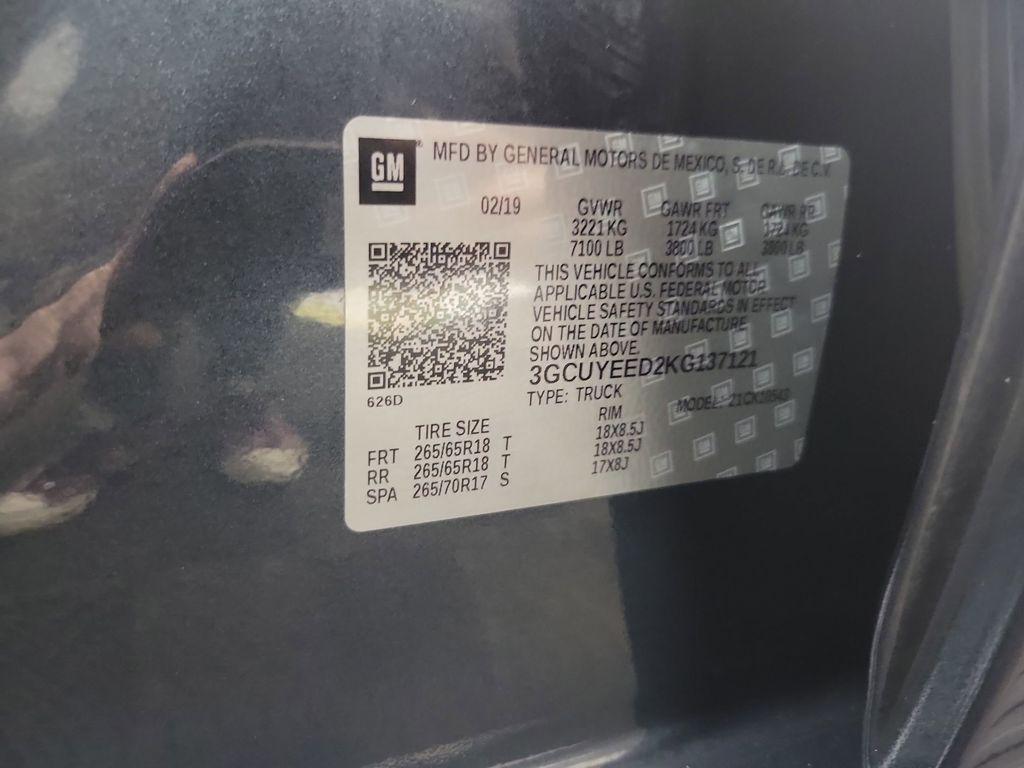 GM
MFD BY GENERAL MOTORS DE MEXICO, S. DE R.L. DE C.V.
02/19 GVWR GAWR FRT GAWR RR
3221 KG 1724 KG 1724 KG
7100 LB 3800 LB 3800 LB
THIS VEHICLE CONFORMS TO ALL
APPLICABLE U.S. FEDERAL MOTOR
VEHICLE SAFETY STANDARDS IN EFFECT
ON THE DATE OF MANUFACTURE
SHOWN ABOVE.
3GCUYEED2KG137121
TYPE: TRUCK MODEL:
626D
TIRE SIZE RIM
FRT 265/65R18 T 18X8.5J
RR 265/65R18 T 18X8.5J
SPA 265/70R17 S 17X8J